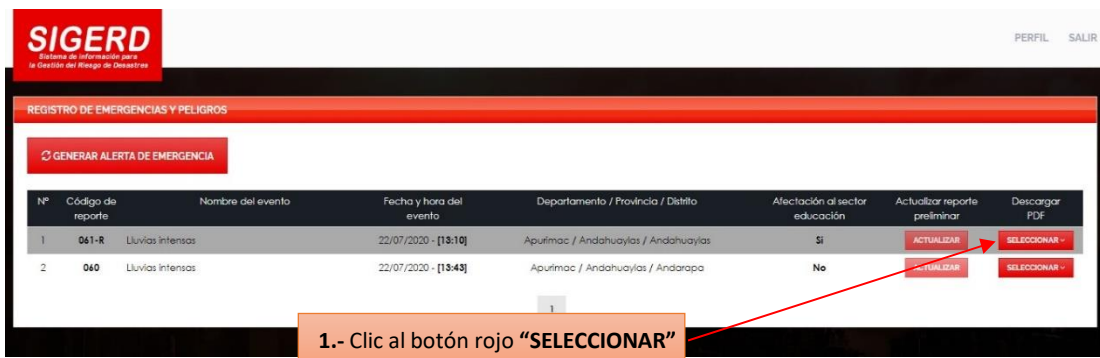 SIGERD
Sistema de Información para
la Gestión del Riesgo de Desastres
PERFIL SALIR
REGISTRO DE EMERGENCIAS Y PELIGROS
GENERAR ALERTA DE EMERGENCIA
Nº Código de reporte Nombre del evento Fecha y hora del evento Departamento / Provincia / Distrito Afectación al sector educación Actualizar reporte preliminar Descargar PDF
1 061-R Lluvias intensas 22/07/2020 - [13:10] Apurimac / Andahuaylas / Andahuaylas Si ACTUALIZAR SELECCIONAR
2 060 Lluvias intensas 22/07/2020 - [13:43] Apurimac / Andahuaylas / Andarapa No ACTUALIZAR SELECCIONAR
1
1.- Clic al botón rojo “SELECCIONAR”